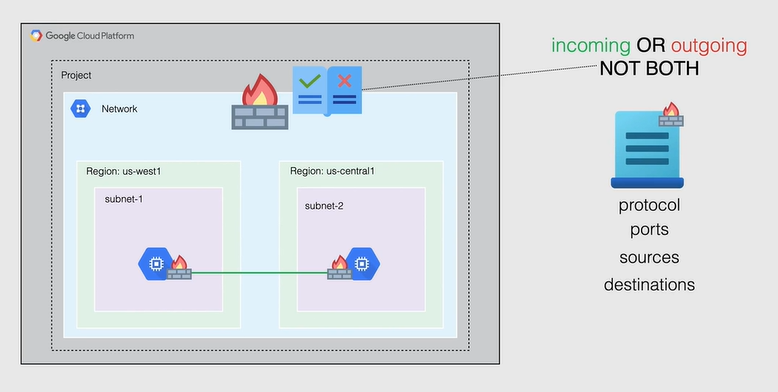 Google Cloud Platform
Project
Network
Region: us-west1
subnet-1
Region: us-central1
subnet-2
incoming OR outgoing
NOT BOTH
protocol
ports
sources
destinations